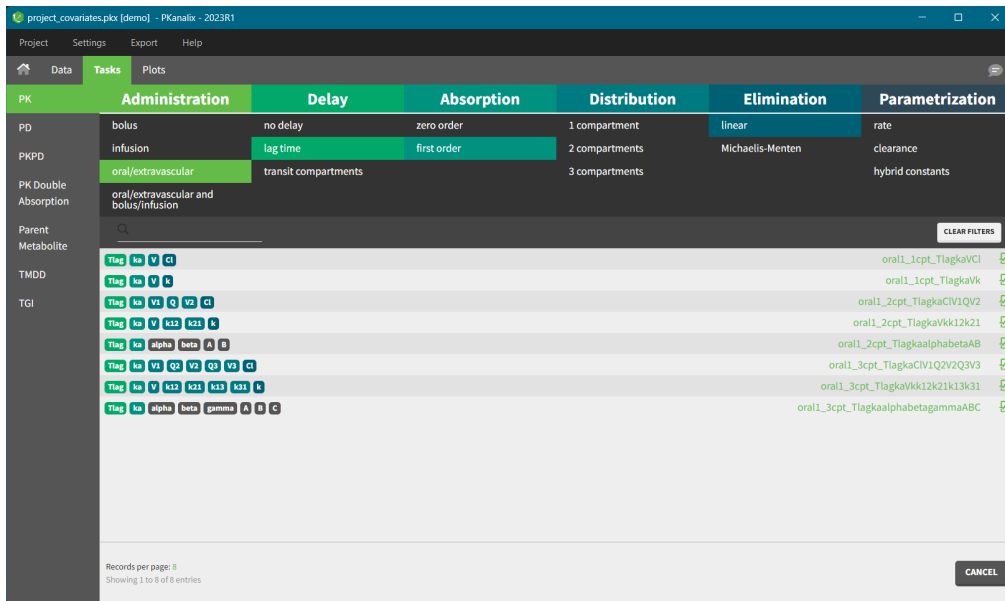 project_covariates.pkx [demo] - PKanalix - 2023R1
Project Settings Export Help
Data Tasks Plots
PK
PD
PKPD
PK Double
Absorption
Parent
Metabolite
TMDD
TGI
Administration Delay Absorption Distribution Elimination Parametrization
bolus no delay zero order 1 compartment linear rate
infusion lag time first order 2 compartments Michaelis-Menten clearance
oral/extravascular transit compartments 3 compartments hybrid constants
oral/extravascular and
bolus/infusion
CLEAR FILTERS
Tlag ka V Cl oral1_1cpt_TlagkaVCl
Tlag ka V k oral1_1cpt_TlagkaVk
Tlag ka V1 Q V2 Cl oral1_2cpt_TlagkaClV1QV2
Tlag ka V k12 k21 k oral1_2cpt_TlagkaVkk12k21
Tlag ka alpha beta A B oral1_2cpt_TlagkaalphabetaAB
Tlag ka V1 Q2 V2 Q3 V3 Cl oral1_3cpt_TlagkaClV1Q2V2Q3V3
Tlag ka V k12 k21 k13 k31 k oral1_3cpt_TlagkaVkk12k21k13k31
Tlag ka alpha beta gamma A B C oral1_3cpt_TlagkaalphabetagammaABC
Records per page: 8
Showing 1 to 8 of 8 entries
CANCEL